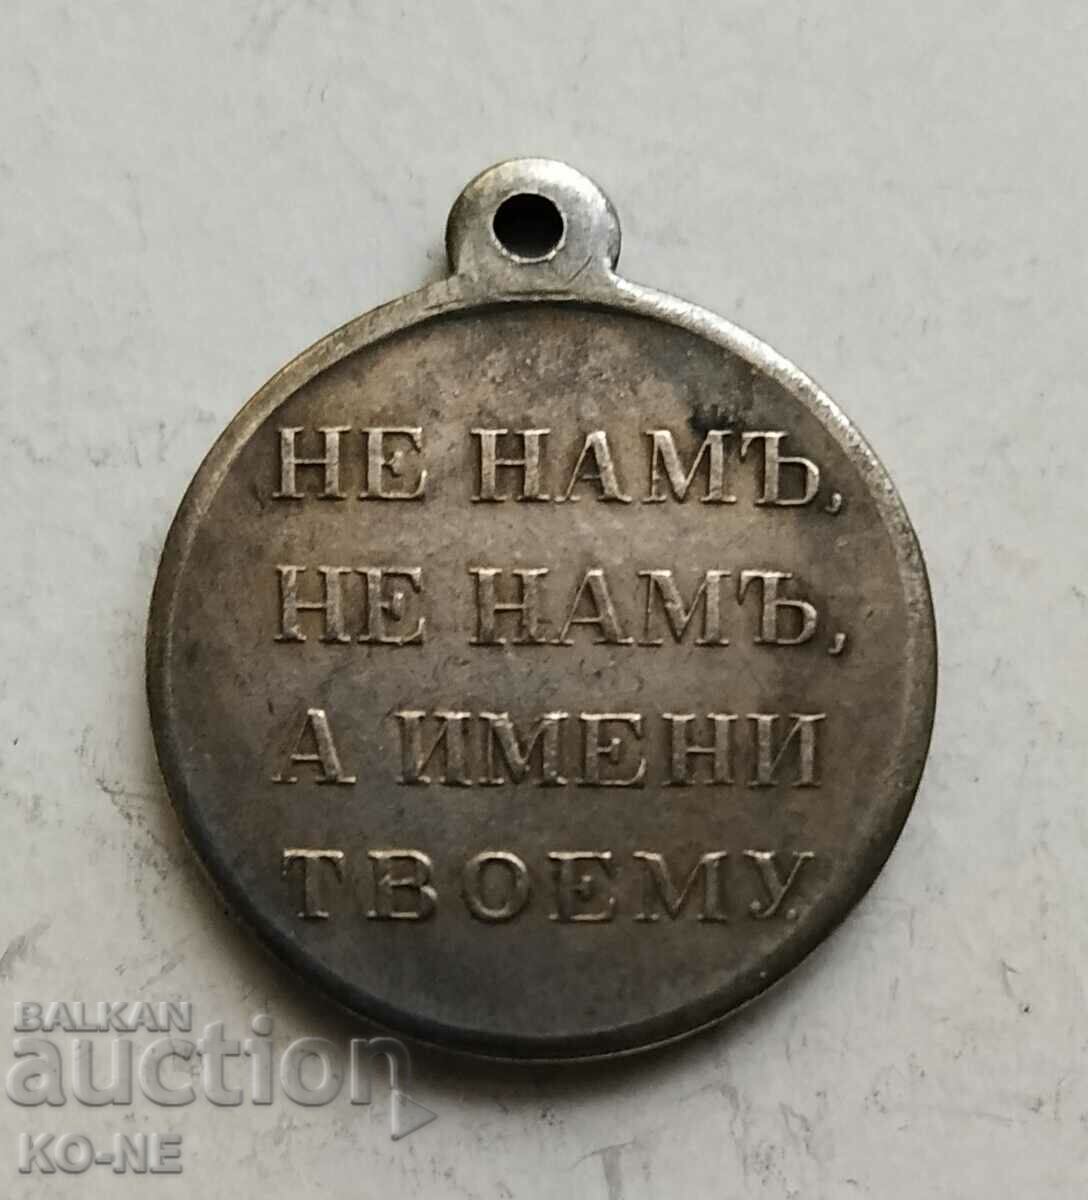 НЕ НАМЪ,
НЕ НАМЪ,
А ИМЕНИ
ТВОЕМУ.
BALKAN
auction
KO-NE